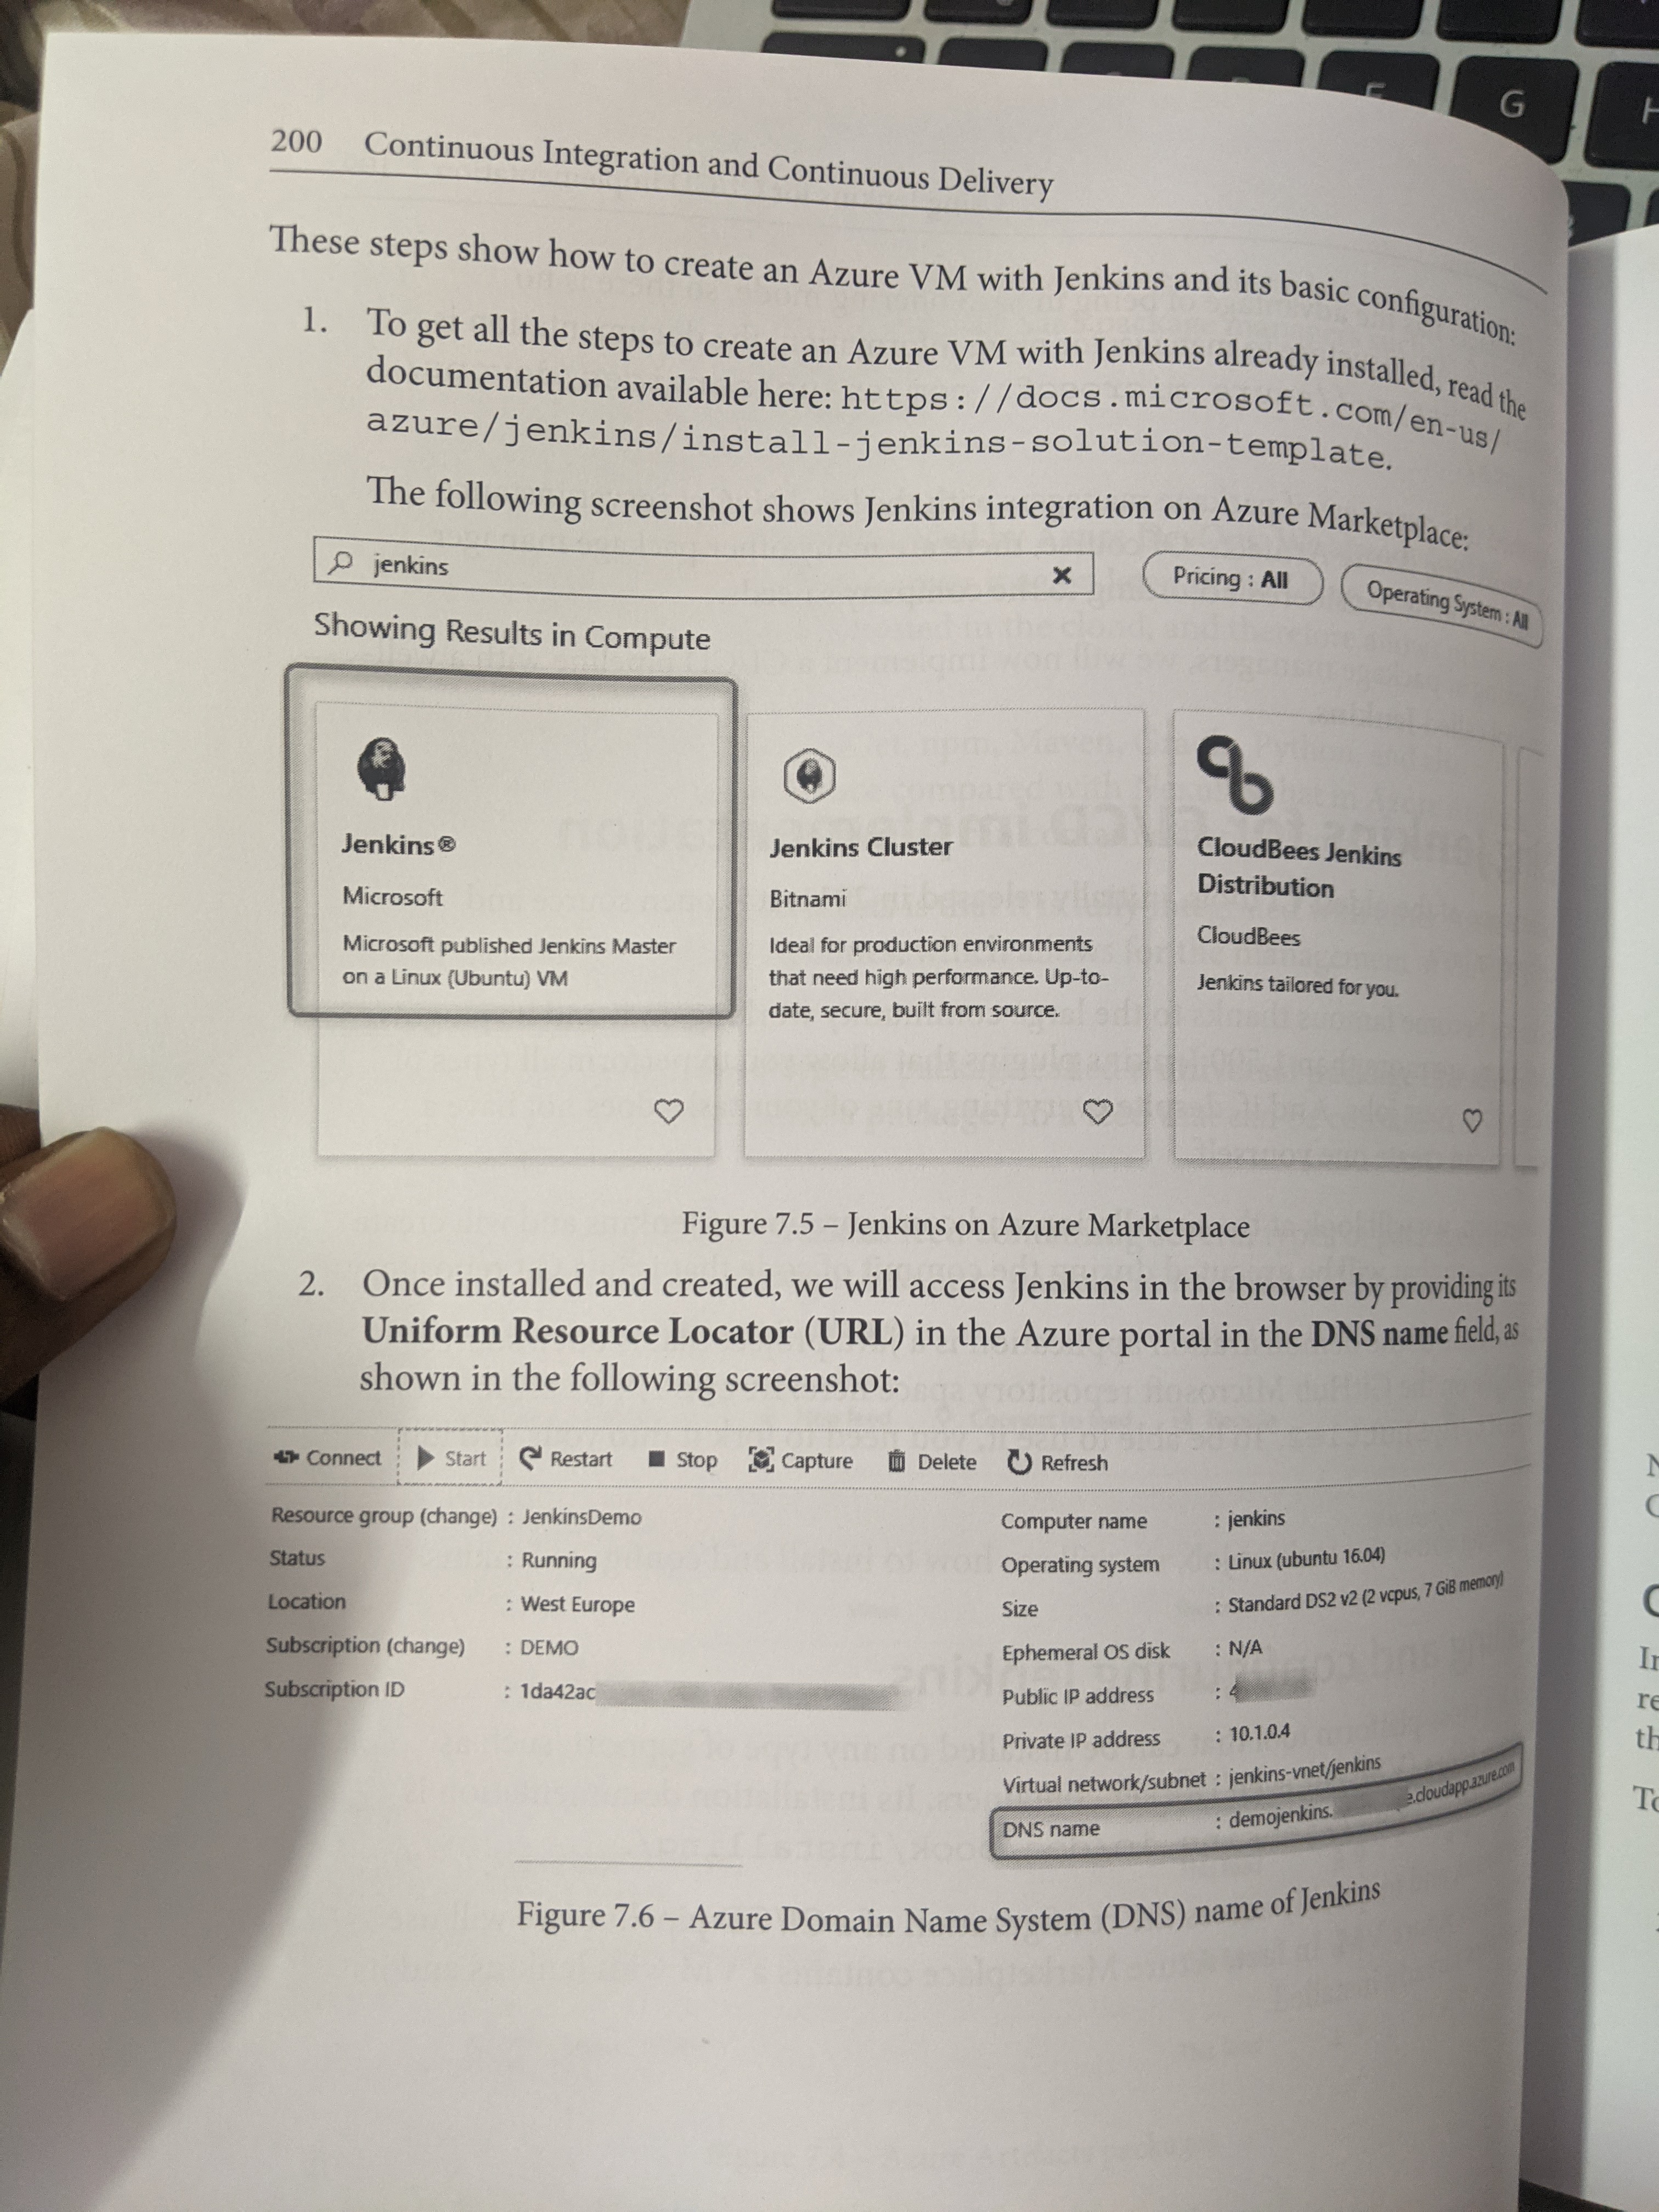 200 Continuous Integration and Continuous Delivery
These steps show how to create an Azure VM with Jenkins and its basic configuration:
1. To get all the steps to create an Azure VM with Jenkins already installed, read the
documentation available here: https://docs.microsoft.com/en-us/
azure/jenkins/install-jenkins-solution-template.
The following screenshot shows Jenkins integration on Azure Marketplace:
jenkins
Pricing : All
Operating System : All
Showing Results in Compute
Jenkins®
Microsoft
Microsoft published Jenkins Master
on a Linux (Ubuntu) VM
Jenkins Cluster
Bitnami
Ideal for production environments
that need high performance. Up-to-
date, secure, built from source.
CloudBees Jenkins
Distribution
CloudBees
Jenkins tailored for you.
Figure 7.5 – Jenkins on Azure Marketplace
2. Once installed and created, we will access Jenkins in the browser by providing its
Uniform Resource Locator (URL) in the Azure portal in the DNS name field, as
shown in the following screenshot:
Connect Start Restart Stop Capture Delete Refresh
Resource group (change) : JenkinsDemo
Status : Running
Location : West Europe
Subscription (change) : DEMO
Subscription ID : 1da42ac
Computer name : jenkins
Operating system : Linux (ubuntu 16.04)
Size : Standard DS2 v2 (2 vcpus, 7 GiB memory)
Ephemeral OS disk : N/A
Public IP address : 4
Private IP address : 10.1.0.4
Virtual network/subnet : jenkins-vnet/jenkins
DNS name : demojenkins. e.cloudapp.azure.com
Figure 7.6 – Azure Domain Name System (DNS) name of Jenkins
G
H